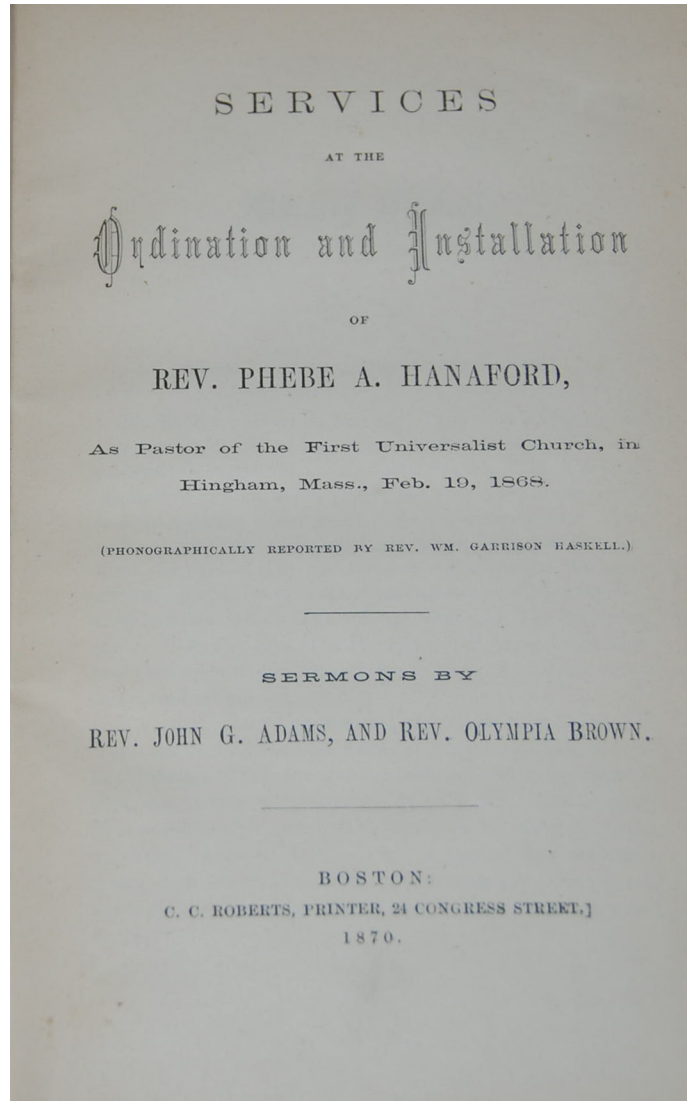 SERVICES
AT THE
Ordination and Installation
OF
REV. PHEBE A. HANAFORD,
As Pastor of the First Universalist Church, in
Hingham, Mass., Feb. 19, 1868.
(PHONOGRAPHICALLY REPORTED BY REV. WM. GARRISON HASKELL.)
SERMONS BY
REV. JOHN G. ADAMS, AND REV. OLYMPIA BROWN.
BOSTON:
C. C. ROBERTS, PRINTER, 24 CONGRESS STREET.]
1870.